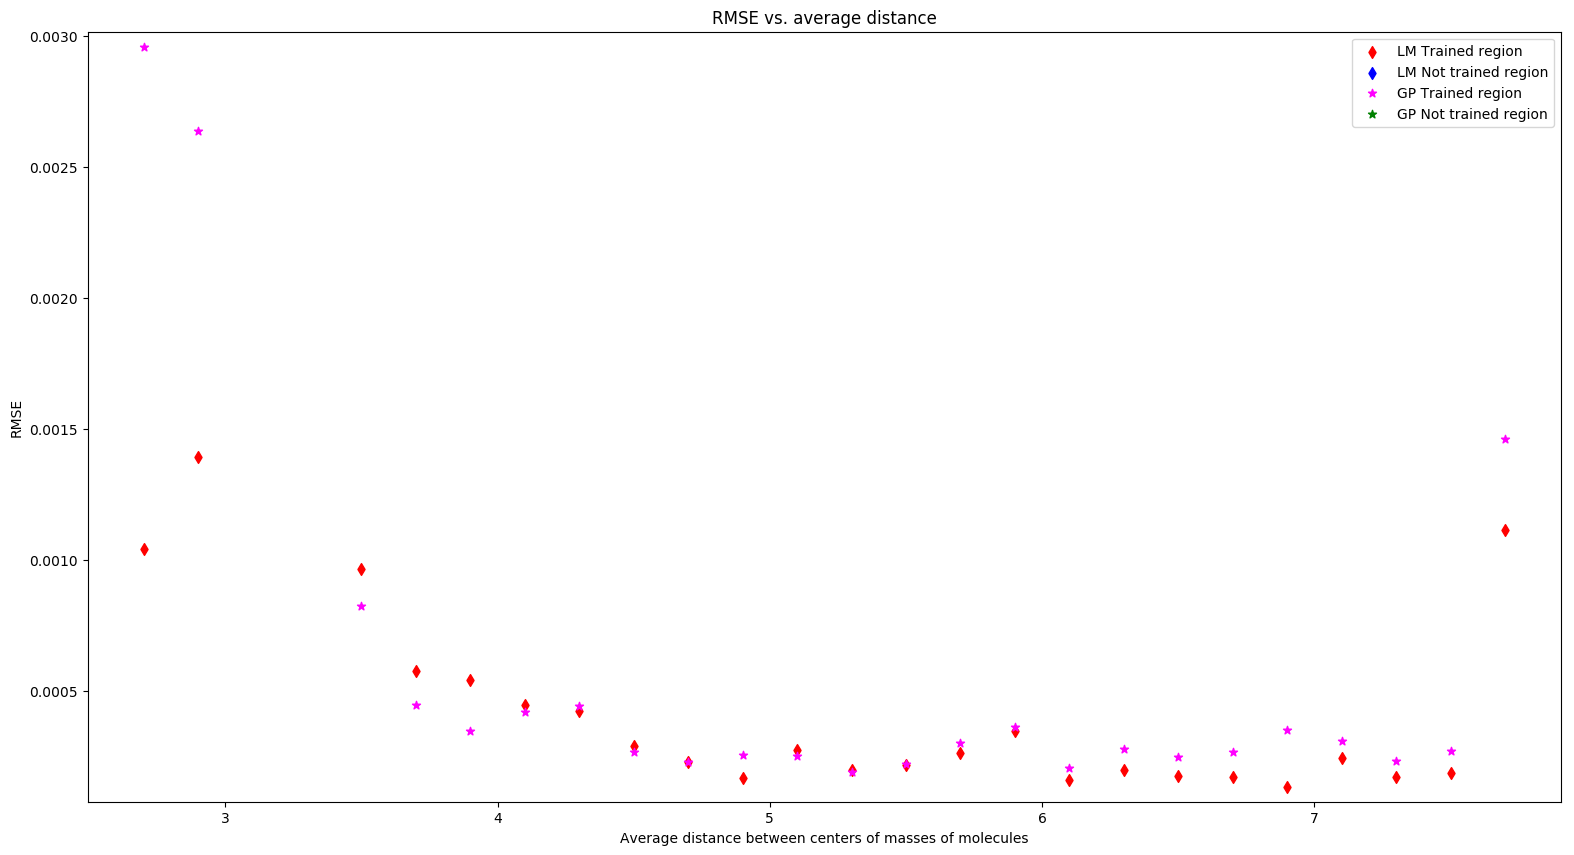 RMSE vs. average distance
LM Trained region
LM Not trained region
GP Trained region
GP Not trained region
0.0030
0.0025
0.0020
0.0015
0.0010
0.0005
RMSE
3
4
5
6
7
Average distance between centers of masses of molecules